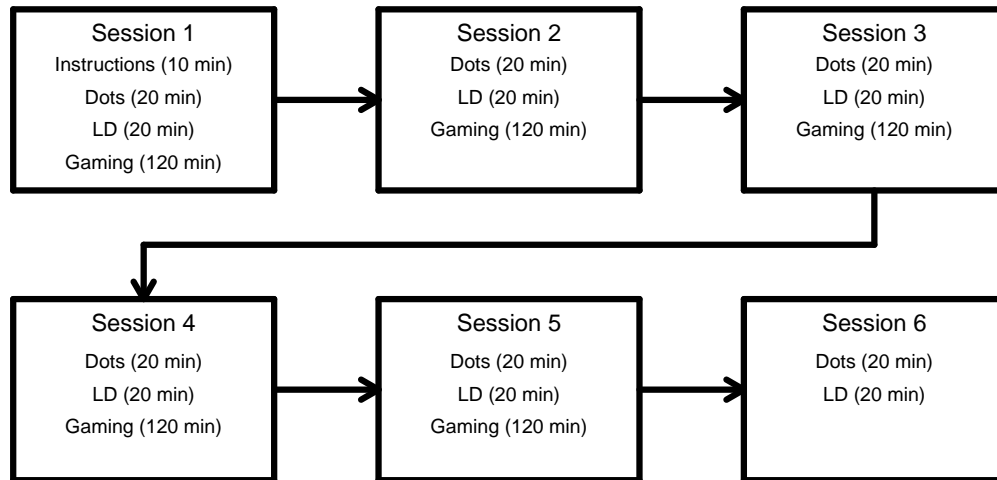 Session 1
Instructions (10 min)
Dots (20 min)
LD (20 min)
Gaming (120 min)
Session 2
Dots (20 min)
LD (20 min)
Gaming (120 min)
Session 3
Dots (20 min)
LD (20 min)
Gaming (120 min)
Session 4
Dots (20 min)
LD (20 min)
Gaming (120 min)
Session 5
Dots (20 min)
LD (20 min)
Gaming (120 min)
Session 6
Dots (20 min)
LD (20 min)